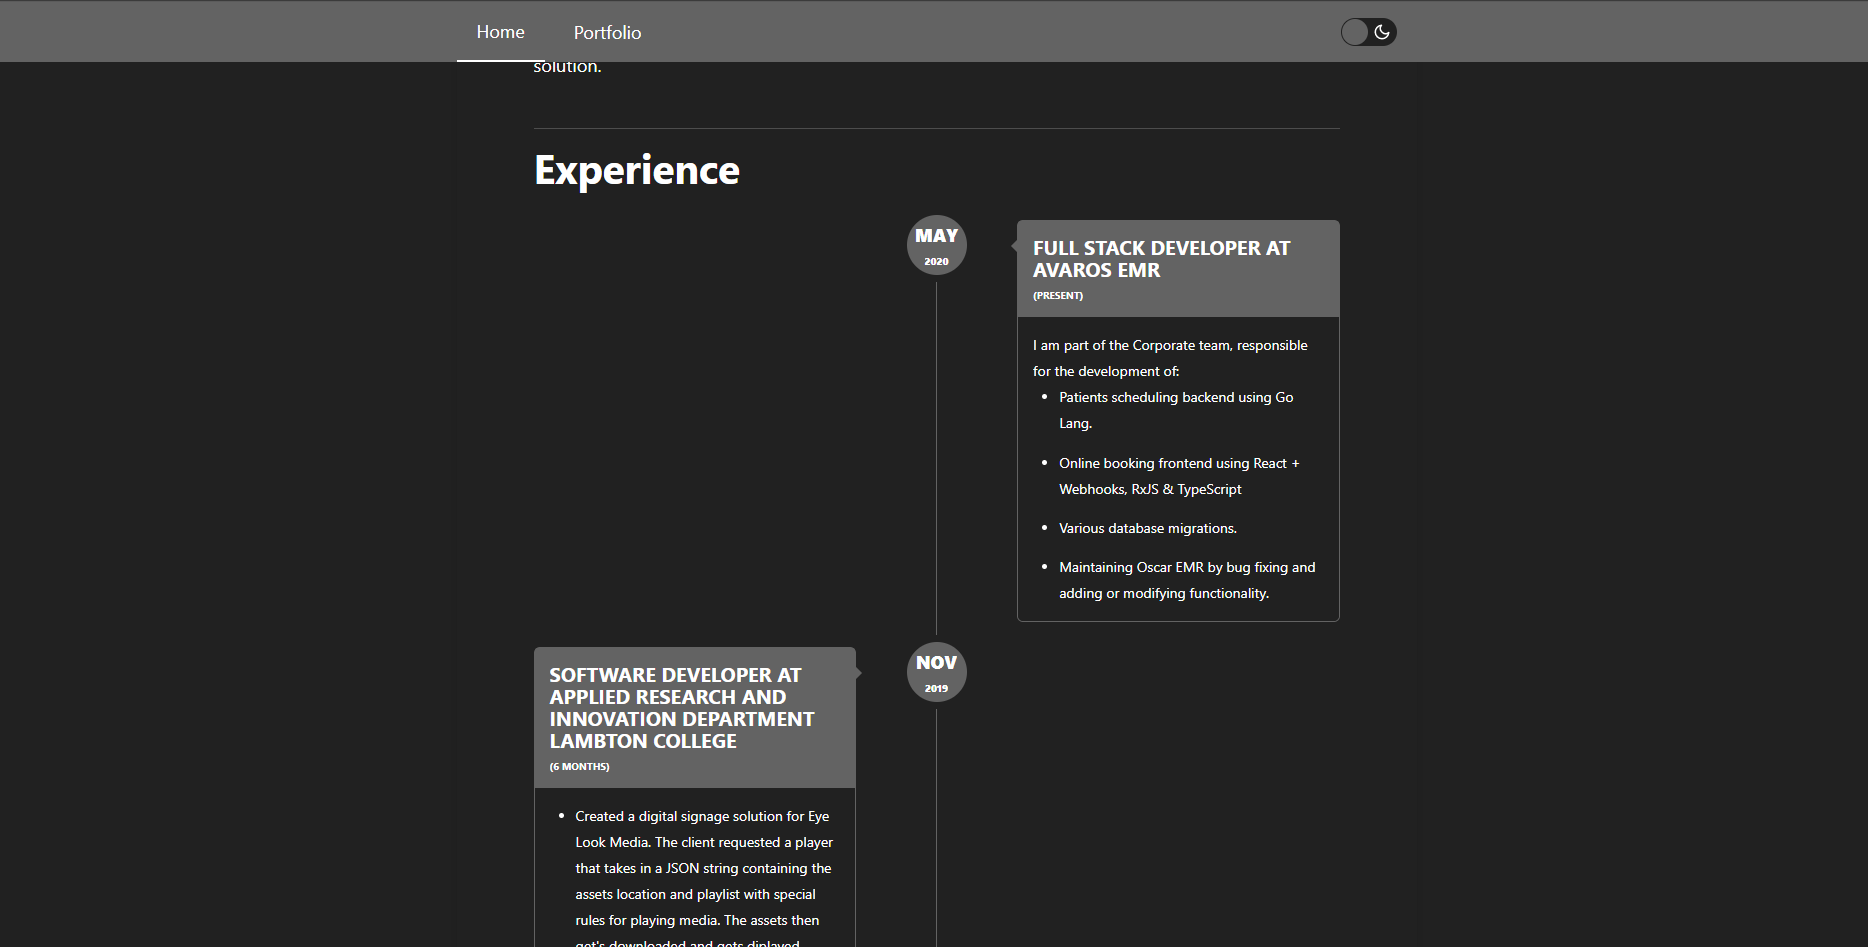 Home
Portfolio
solution.
Experience
MAY
2020
FULL STACK DEVELOPER AT
AVAROS EMR
(PRESENT)
I am part of the Corporate team, responsible
for the development of:
• Patients scheduling backend using Go
Lang.
• Online booking frontend using React +
Webhooks, RxJS & TypeScript
• Various database migrations.
• Maintaining Oscar EMR by bug fixing and
adding or modifying functionality.
NOV
2019
SOFTWARE DEVELOPER AT
APPLIED RESEARCH AND
INNOVATION DEPARTMENT
LAMBTON COLLEGE
(6 MONTHS)
• Created a digital signage solution for Eye
Look Media. The client requested a player
that takes in a JSON string containing the
assets location and playlist with special
rules for playing media. The assets then
get's downloaded and gets diplayed